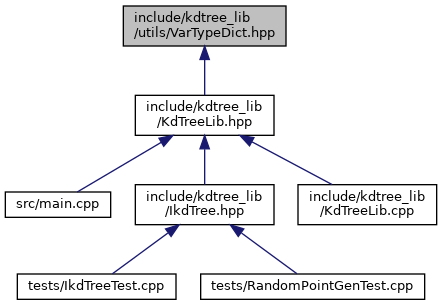 include/kdtree_lib
/utils/VarTypeDict.hpp
include/kdtree_lib
/KdTreeLib.hpp
src/main.cpp
include/kdtree_lib
/IkdTree.hpp
include/kdtree_lib
/KdTreeLib.cpp
tests/IkdTreeTest.cpp
tests/RandomPointGenTest.cpp